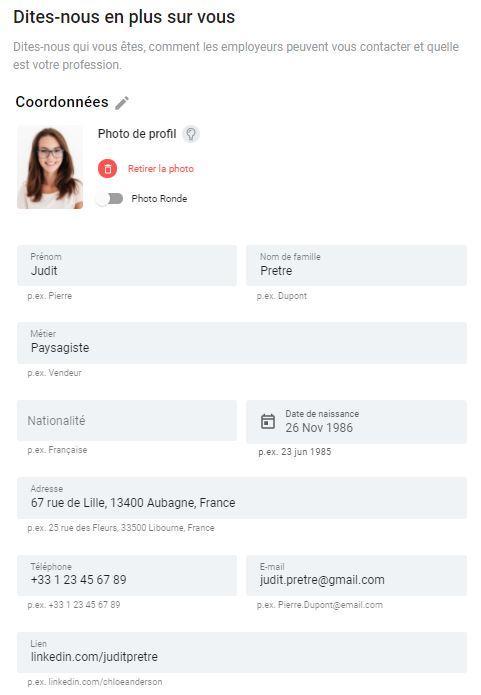 Dites-nous en plus sur vous
Dites-nous qui vous êtes, comment les employeurs peuvent vous contacter et quelle
est votre profession.
Coordonnées
Photo de profil
Retirer la photo
Photo Ronde
Prénom
Nom de famille
Judit
Pretre
p.ex. Pierre
p.ex. Dupont
Métier
Paysagiste
p.ex. Vendeur
Nationalité
Date de naissance
26 Nov 1986
p.ex. Française
p.ex. 23 jun 1985
Adresse
67 rue de Lille, 13400 Aubagne, France
p.ex. 25 rue des Fleurs, 33500 Libourne, France
Téléphone
E-mail
+33 1 23 45 67 89
judit.pretre@gmail.com
p.ex. +33 1 23 45 67 89
p.ex. Pierre.Dupont@email.com
Lien
linkedin.com/juditpretre
p.ex. linkedin.com/chloeanderson